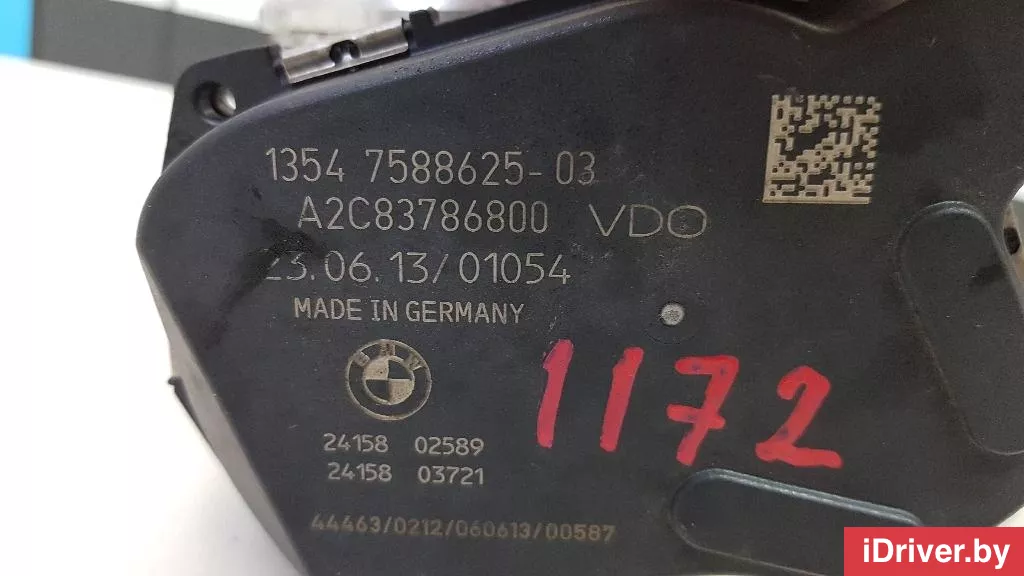 1354 7588625-03
A2C83786800 VDO
23.06.13/01054
MADE IN GERMANY
BMW
1172
24158 02589
24158 03721
44463/0212/060613/00587
iDriver.by